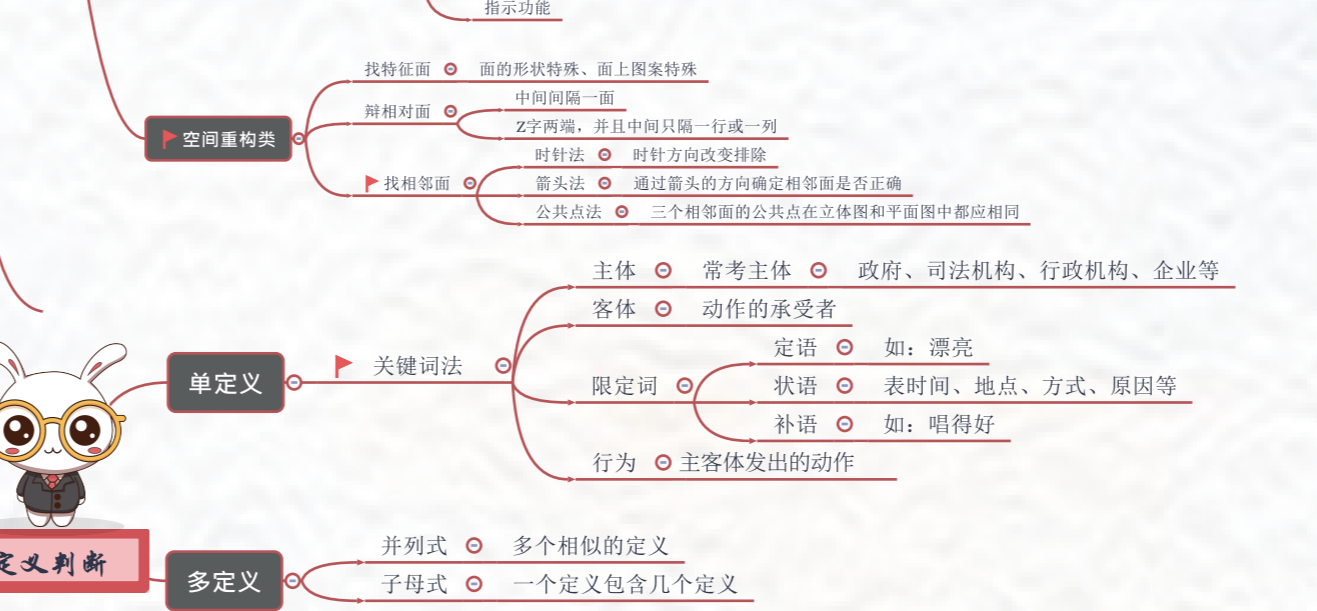 指示功能
找特征面 面的形状特殊、面上图案特殊
空间重构类
辩相对面
中间间隔一面
Z字两端，并且中间只隔一行或一列
找相邻面
时针法 时针方向改变排除
箭头法 通过箭头的方向确定相邻面是否正确
公共点法 三个相邻面的公共点在立体图和平面图中都应相同
单定义
关键词法
主体 常考主体 政府、司法机构、行政机构、企业等
客体 动作的承受者
限定词
定语 如：漂亮
状语 表时间、地点、方式、原因等
补语 如：唱得好
行为 主客体发出的动作
定义判断
多定义
并列式 多个相似的定义
子母式 一个定义包含几个定义